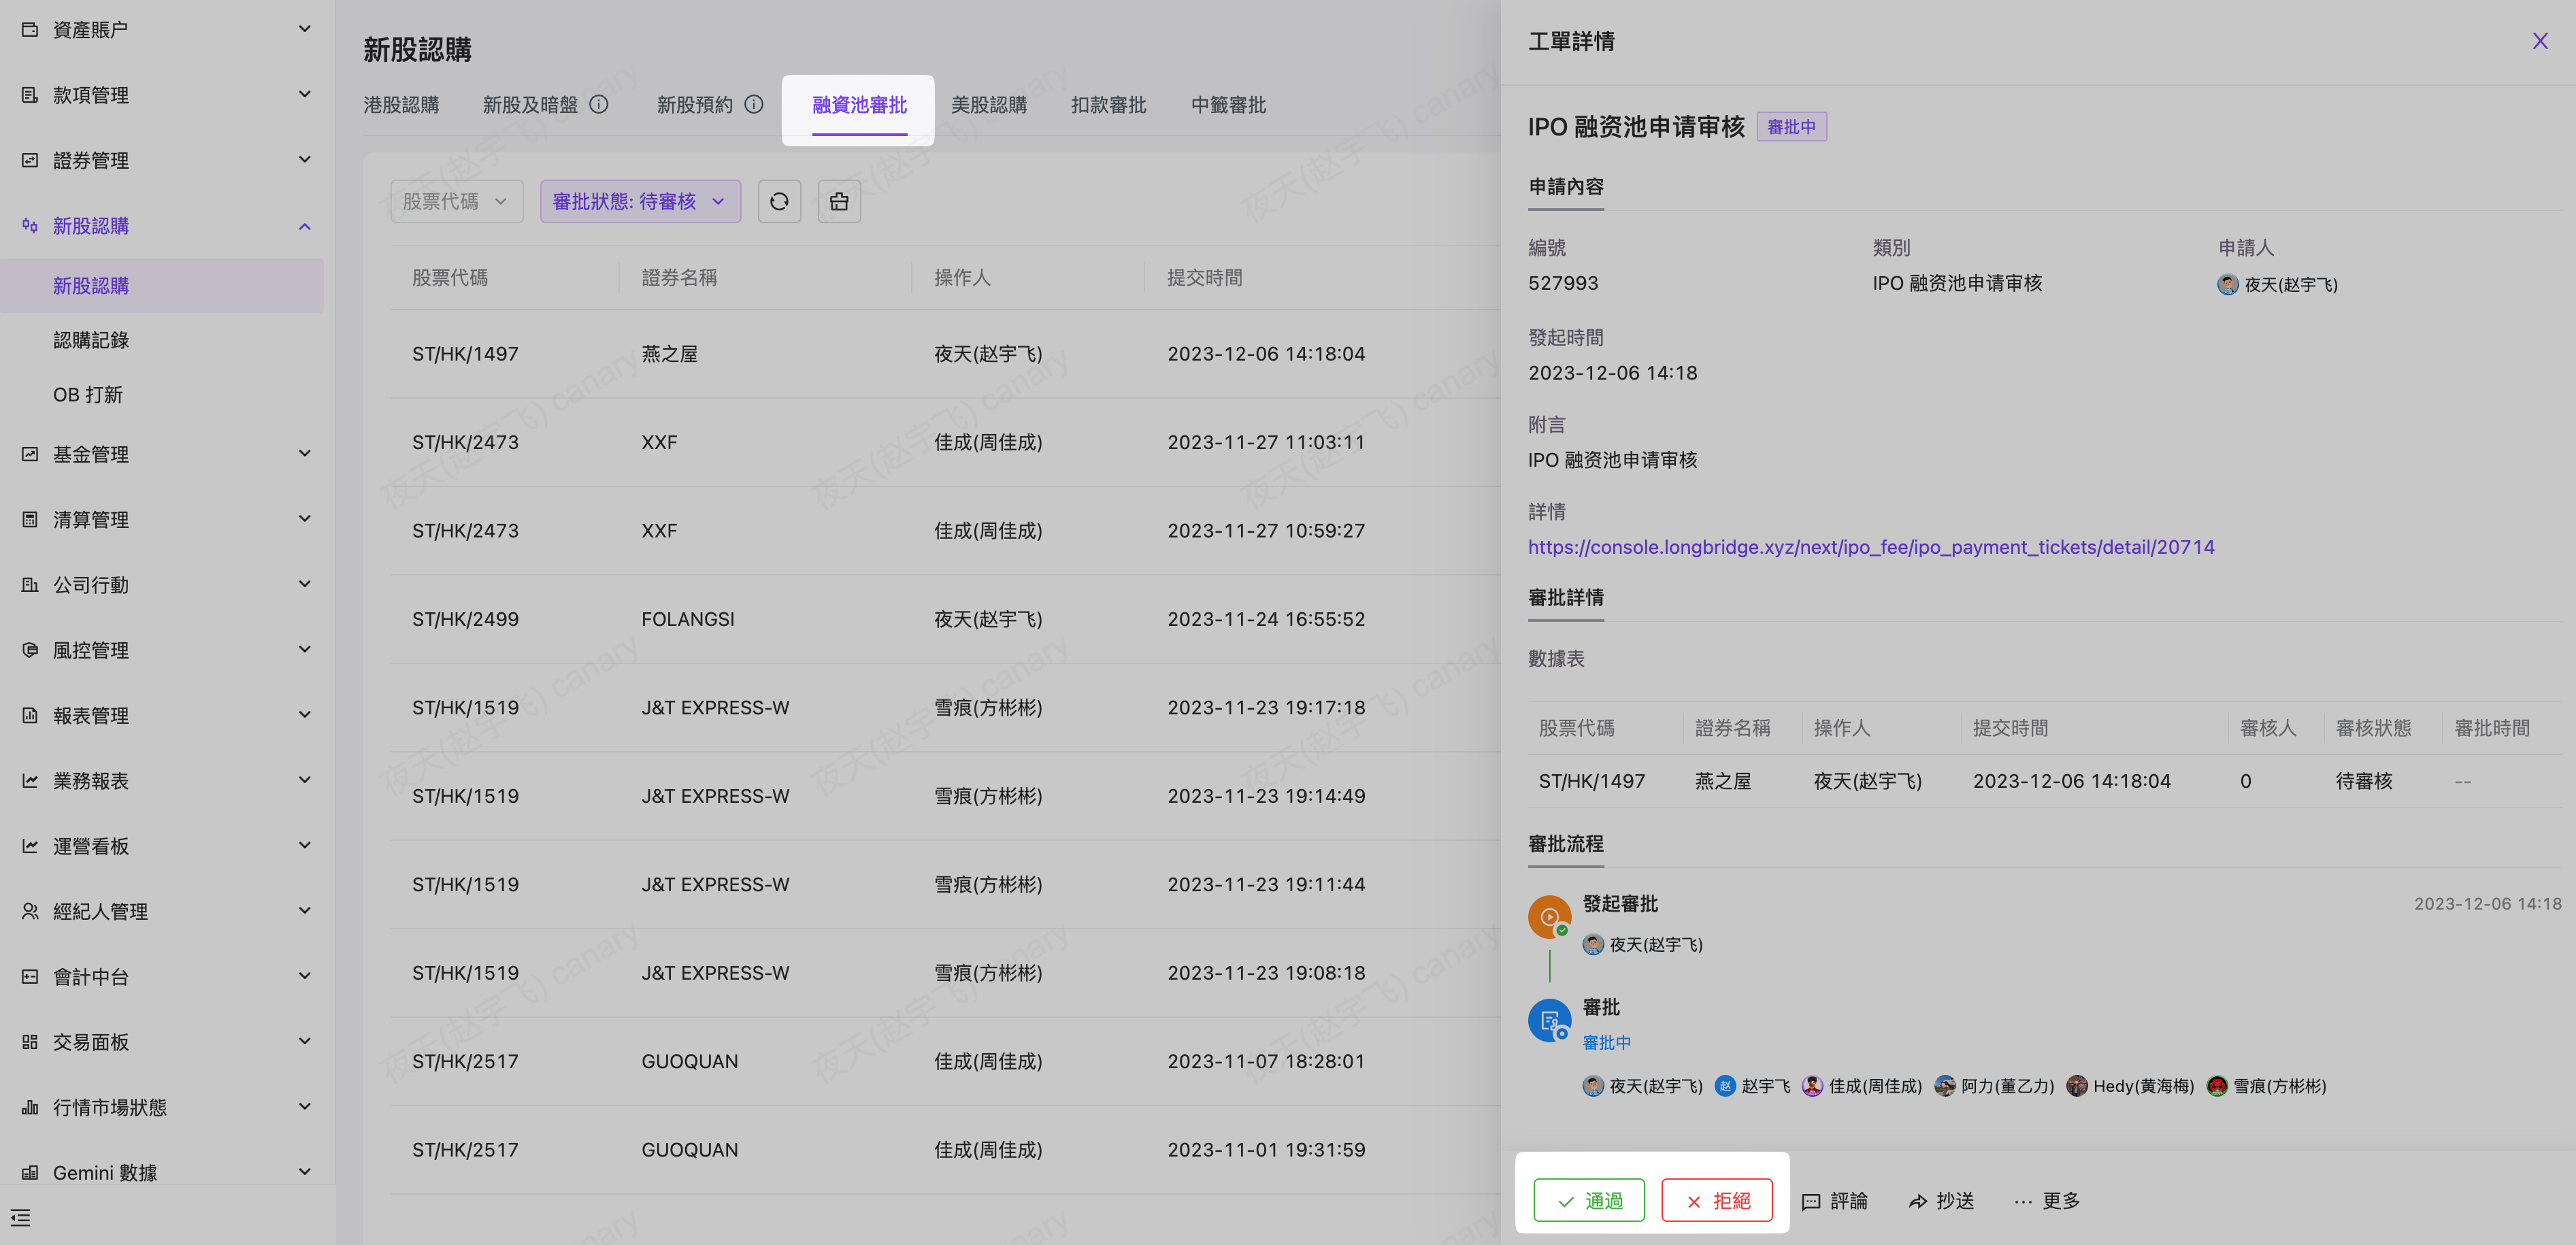 資產賬户
款項管理
證券管理
新股認購
新股認購
認購記錄
OB 打新
基金管理
清算管理
公司行動
風控管理
報表管理
業務報表
運營看板
經紀人管理
會計中台
交易面板
行情市場狀態
Gemini 數據
新股認購
港股認購 新股及暗盤 新股預約 融資池審批 美股認購 扣款審批 中籤審批
股票代碼 審批狀態: 待審核
股票代碼 證券名稱 操作人 提交時間
ST/HK/1497 燕之屋 夜天(赵宇飞) 2023-12-06 14:18:04
ST/HK/2473 XXF 佳成(周佳成) 2023-11-27 11:03:11
ST/HK/2473 XXF 佳成(周佳成) 2023-11-27 10:59:27
ST/HK/2499 FOLANGSI 夜天(赵宇飞) 2023-11-24 16:55:52
ST/HK/1519 J&T EXPRESS-W 雪痕(方彬彬) 2023-11-23 19:17:18
ST/HK/1519 J&T EXPRESS-W 雪痕(方彬彬) 2023-11-23 19:14:49
ST/HK/1519 J&T EXPRESS-W 雪痕(方彬彬) 2023-11-23 19:11:44
ST/HK/1519 J&T EXPRESS-W 雪痕(方彬彬) 2023-11-23 19:08:18
ST/HK/2517 GUOQUAN 佳成(周佳成) 2023-11-07 18:28:01
ST/HK/2517 GUOQUAN 佳成(周佳成) 2023-11-01 19:31:59
夜天(赵宇飞) canary
工單詳情
IPO 融资池申请审核 審批中
申請內容
編號 類別 申請人
527993 IPO 融资池申请审核 夜天(赵宇飞)
發起時間
2023-12-06 14:18
附言
IPO 融资池申请审核
詳情
https://console.longbridge.xyz/next/ipo_fee/ipo_payment_tickets/detail/20714
審批詳情
數據表
股票代碼 證券名稱 操作人 提交時間 審核人 審核狀態 審批時間
ST/HK/1497 燕之屋 夜天(赵宇飞) 2023-12-06 14:18:04 0 待審核 --
審批流程
發起審批 2023-12-06 14:18
夜天(赵宇飞)
審批
審批中
夜天(赵宇飞) 赵 赵宇飞 佳成(周佳成) 阿力(董乙力) Hedy(黄海梅) 雪痕(方彬彬)
通過 拒絕 評論 抄送 ··· 更多